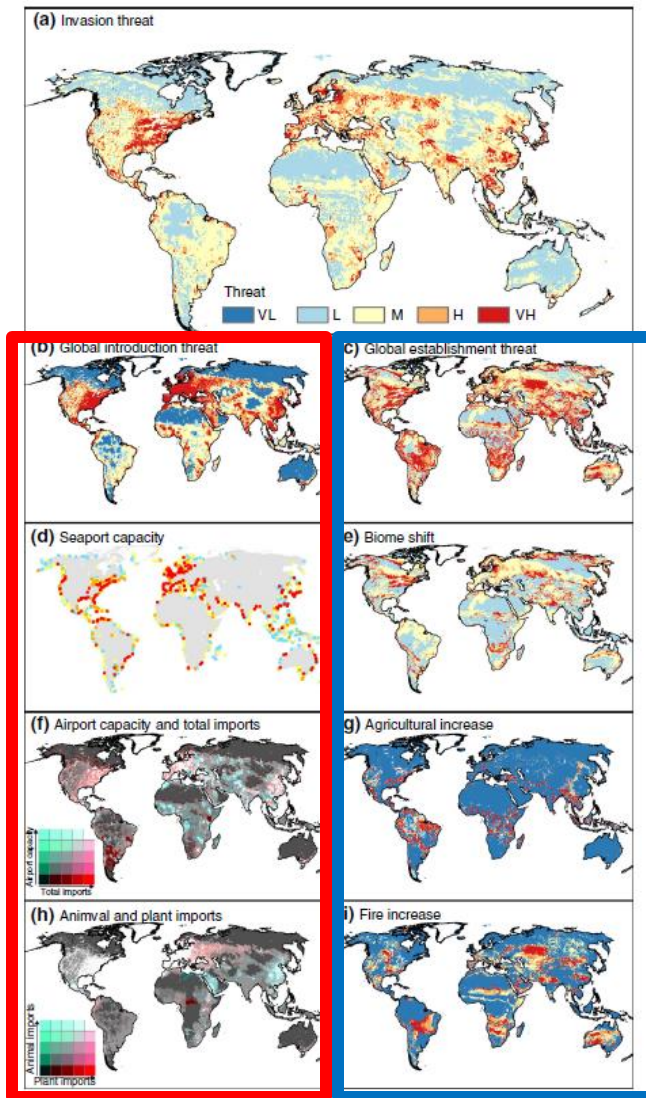 (a) Invasion threat
Threat
VL L M H VH
(b) Global introduction threat
c) Global establishment threat
(d) Seaport capacity
e) Biome shift
(f) Airport capacity and total imports
g) Agricultural increase
Airport capacity
Total imports
(h) Animval and plant imports
i) Fire increase
Animal imports
Plant imports